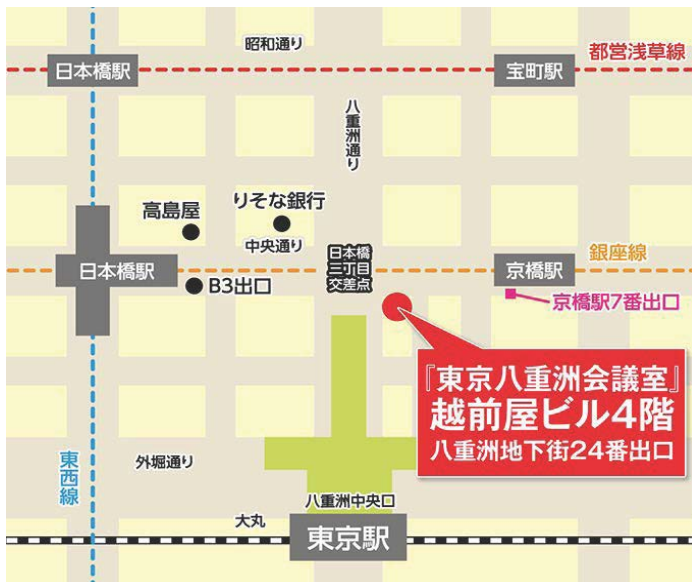 昭和通り
都営浅草線
日本橋駅
宝町駅
八重洲通り
高島屋
りそな銀行
中央通り
日本橋
二丁目
交差点
銀座線
日本橋駅
京橋駅
B3出口
京橋駅7番出口
『東京八重洲会議室』
越前屋ビル4階
八重洲地下街24番出口
東西線
外堀通り
八重洲中央口
大丸
東京駅